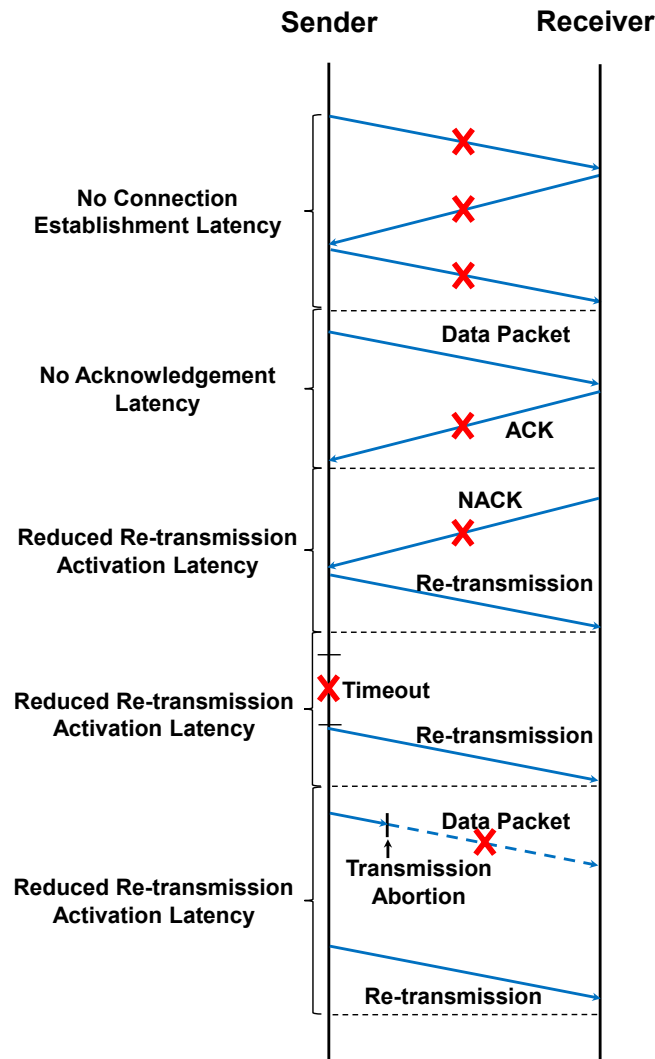 Sender
Receiver
No Connection
Establishment Latency
Data Packet
No Acknowledgement
Latency
ACK
NACK
Reduced Re-transmission
Activation Latency
Re-transmission
Timeout
Reduced Re-transmission
Activation Latency
Re-transmission
Data Packet
Transmission
Abortion
Reduced Re-transmission
Activation Latency
Re-transmission